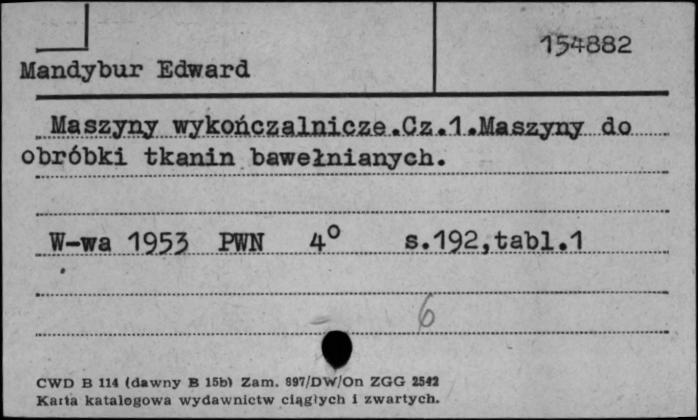 154882
Mandybur Edward
Maszyny wykończalnicze.Cz.1.Maszyny do
obróbki tkanin bawełnianych.
W-wa 1953 PWN 4° s.192,tabl.1
6
CWD B 114 (dawny B 15b) Zam. 897/DW/On ZGG 2542
Karta katalogowa wydawnictw ciągłych i zwartych.